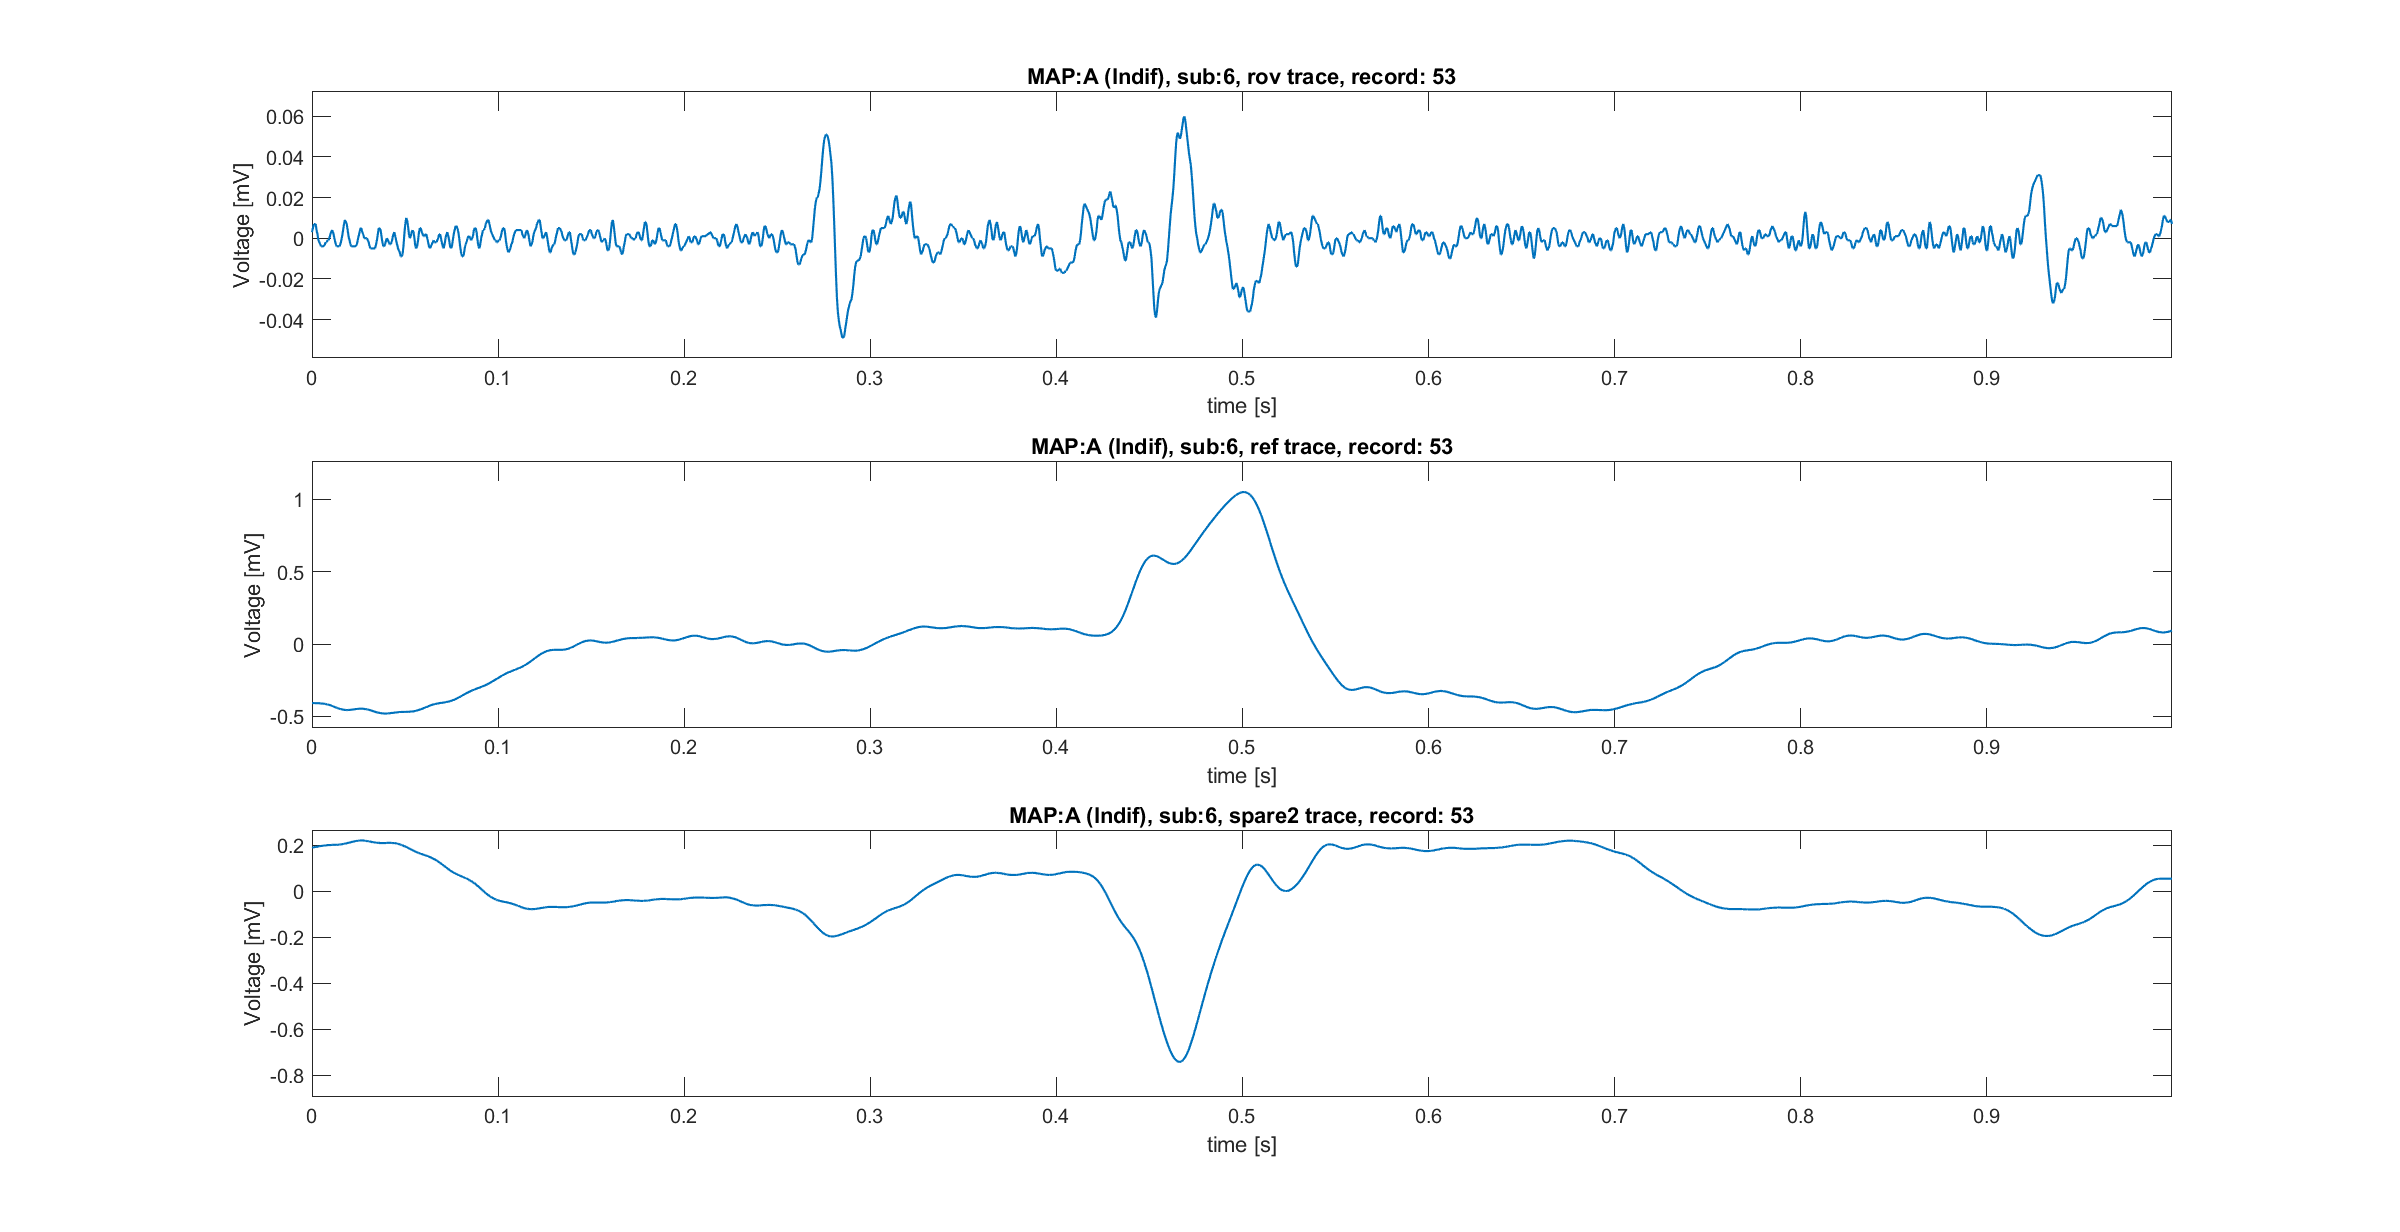 MAP:A (Indif), sub:6, rov trace, record: 53
Voltage [mV]
0.06
0.04
0.02
0
-0.02
-0.04
0 0.1 0.2 0.3 0.4 0.5 0.6 0.7 0.8 0.9
time [s]
MAP:A (Indif), sub:6, ref trace, record: 53
Voltage [mV]
1
0.5
0
-0.5
0 0.1 0.2 0.3 0.4 0.5 0.6 0.7 0.8 0.9
time [s]
MAP:A (Indif), sub:6, spare2 trace, record: 53
Voltage [mV]
0.2
0
-0.2
-0.4
-0.6
-0.8
0 0.1 0.2 0.3 0.4 0.5 0.6 0.7 0.8 0.9
time [s]